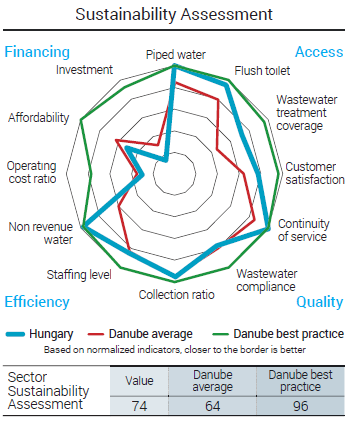 Sustainability Assessment
Financing
Access
Piped water
Investment
Flush toilet
Affordability
Wastewater
treatment
coverage
Operating
cost ratio
Customer
satisfaction
Non revenue
water
Continuity
of service
Staffing level
Wastewater
compliance
Collection ratio
Efficiency
Quality
Hungary
Danube average
Danube best practice
Based on normalized indicators, closer to the border is better
Sector
Sustainability
Assessment
Value
Danube
average
Danube best
practice
74
64
96